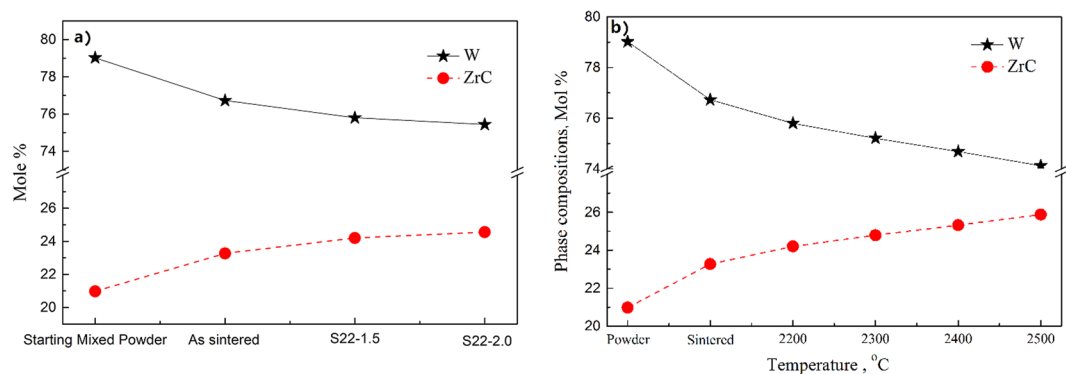 a)
W
ZrC
Mole %
80
78
76
74
26
24
22
20
Starting Mixed Powder
As sintered
S22-1.5
S22-2.0
b)
W
ZrC
Phase compositions, Mol %
80
78
76
74
26
24
22
20
Powder
Sintered
2200
2300
2400
2500
Temperature , °C